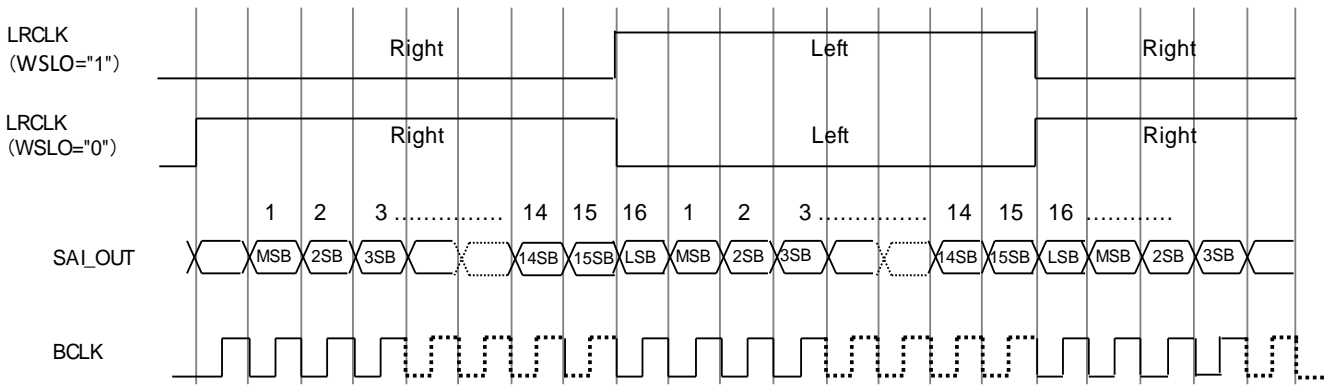 LRCLK
(WSLO="1")
Right Left Right
LRCLK
(WSLO="0")
Right Left Right
1 2 3 ............... 14 15 16 1 2 3 ............... 14 15 16 ............
SAI_OUT MSB 2SB 3SB 14SB 15SB LSB MSB 2SB 3SB 14SB 15SB LSB MSB 2SB 3SB
BCLK